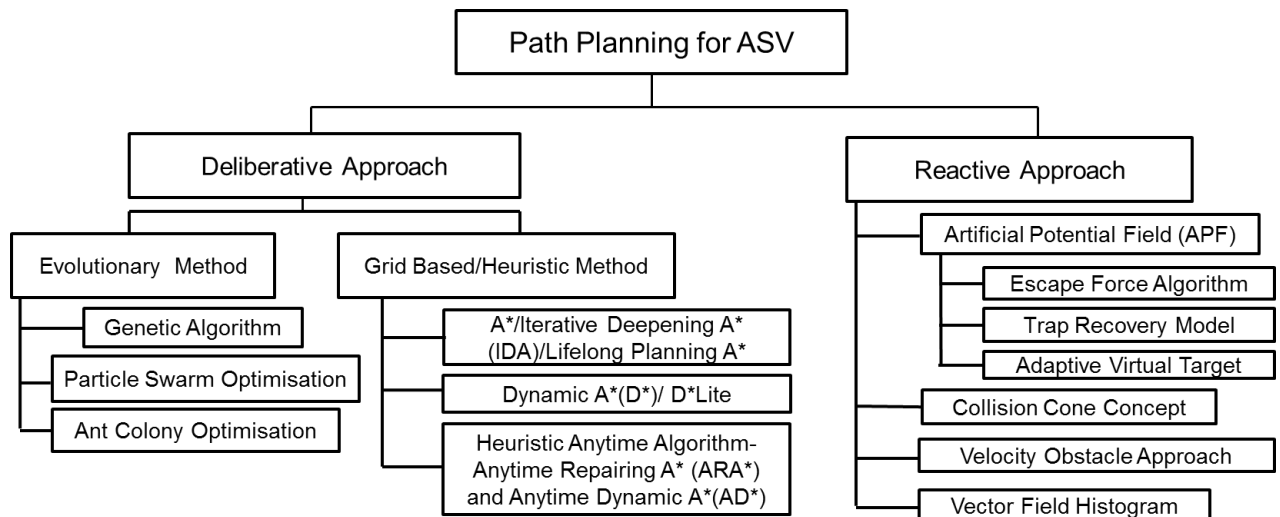 Path Planning for ASV
Deliberative Approach
Reactive Approach
Evolutionary Method
Genetic Algorithm
Particle Swarm Optimisation
Ant Colony Optimisation
Grid Based/Heuristic Method
A*/Iterative Deepening A*
(IDA)/Lifelong Planning A*
Dynamic A*(D*)/ D*Lite
Heuristic Anytime Algorithm-
Anytime Repairing A* (ARA*)
and Anytime Dynamic A*(AD*)
Artificial Potential Field (APF)
Escape Force Algorithm
Trap Recovery Model
Adaptive Virtual Target
Collision Cone Concept
Velocity Obstacle Approach
Vector Field Histogram